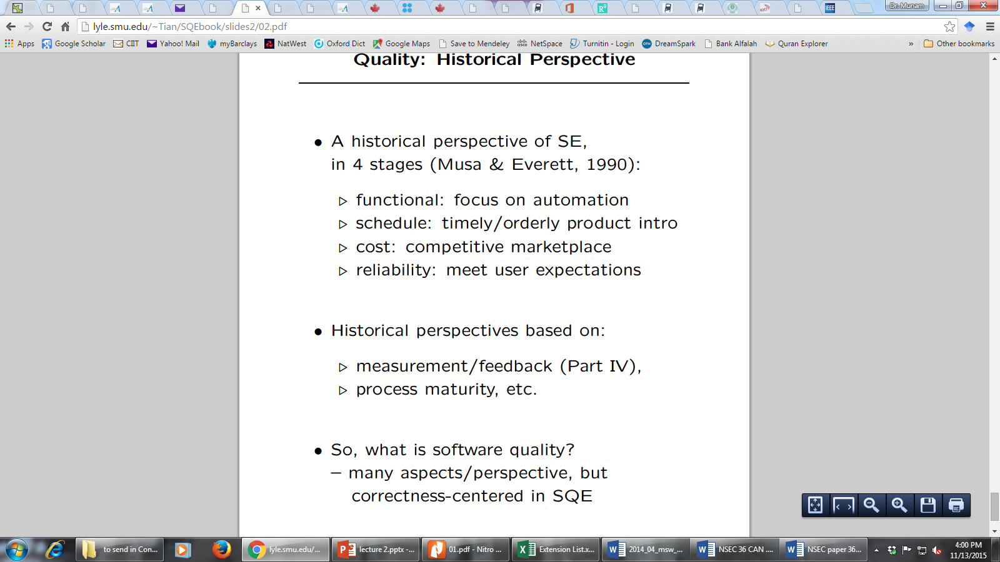 Dr. Munam
lyle.smu.edu/~Tian/SQEbook/slides2/02.pdf
Apps Google Scholar CIIT Yahoo! Mail myBarclays NatWest Oxford Dict Google Maps Save to Mendeley NetSpace Turnitin - Login DreamSpark Bank Alfalah Quran Explorer » Other bookmarks
Quality: Historical Perspective
• A historical perspective of SE,
in 4 stages (Musa & Everett, 1990):
▷ functional: focus on automation
▷ schedule: timely/orderly product intro
▷ cost: competitive marketplace
▷ reliability: meet user expectations
• Historical perspectives based on:
▷ measurement/feedback (Part IV),
▷ process maturity, etc.
• So, what is software quality?
– many aspects/perspective, but
correctness-centered in SQE
to send in Con... lyle.smu.edu/... lecture 2.pptx -... 01.pdf - Nitro ... Extension List.x... 2014_04_msw_... NSEC 36 CAN .... NSEC paper 36...
4:00 PM
11/13/2015